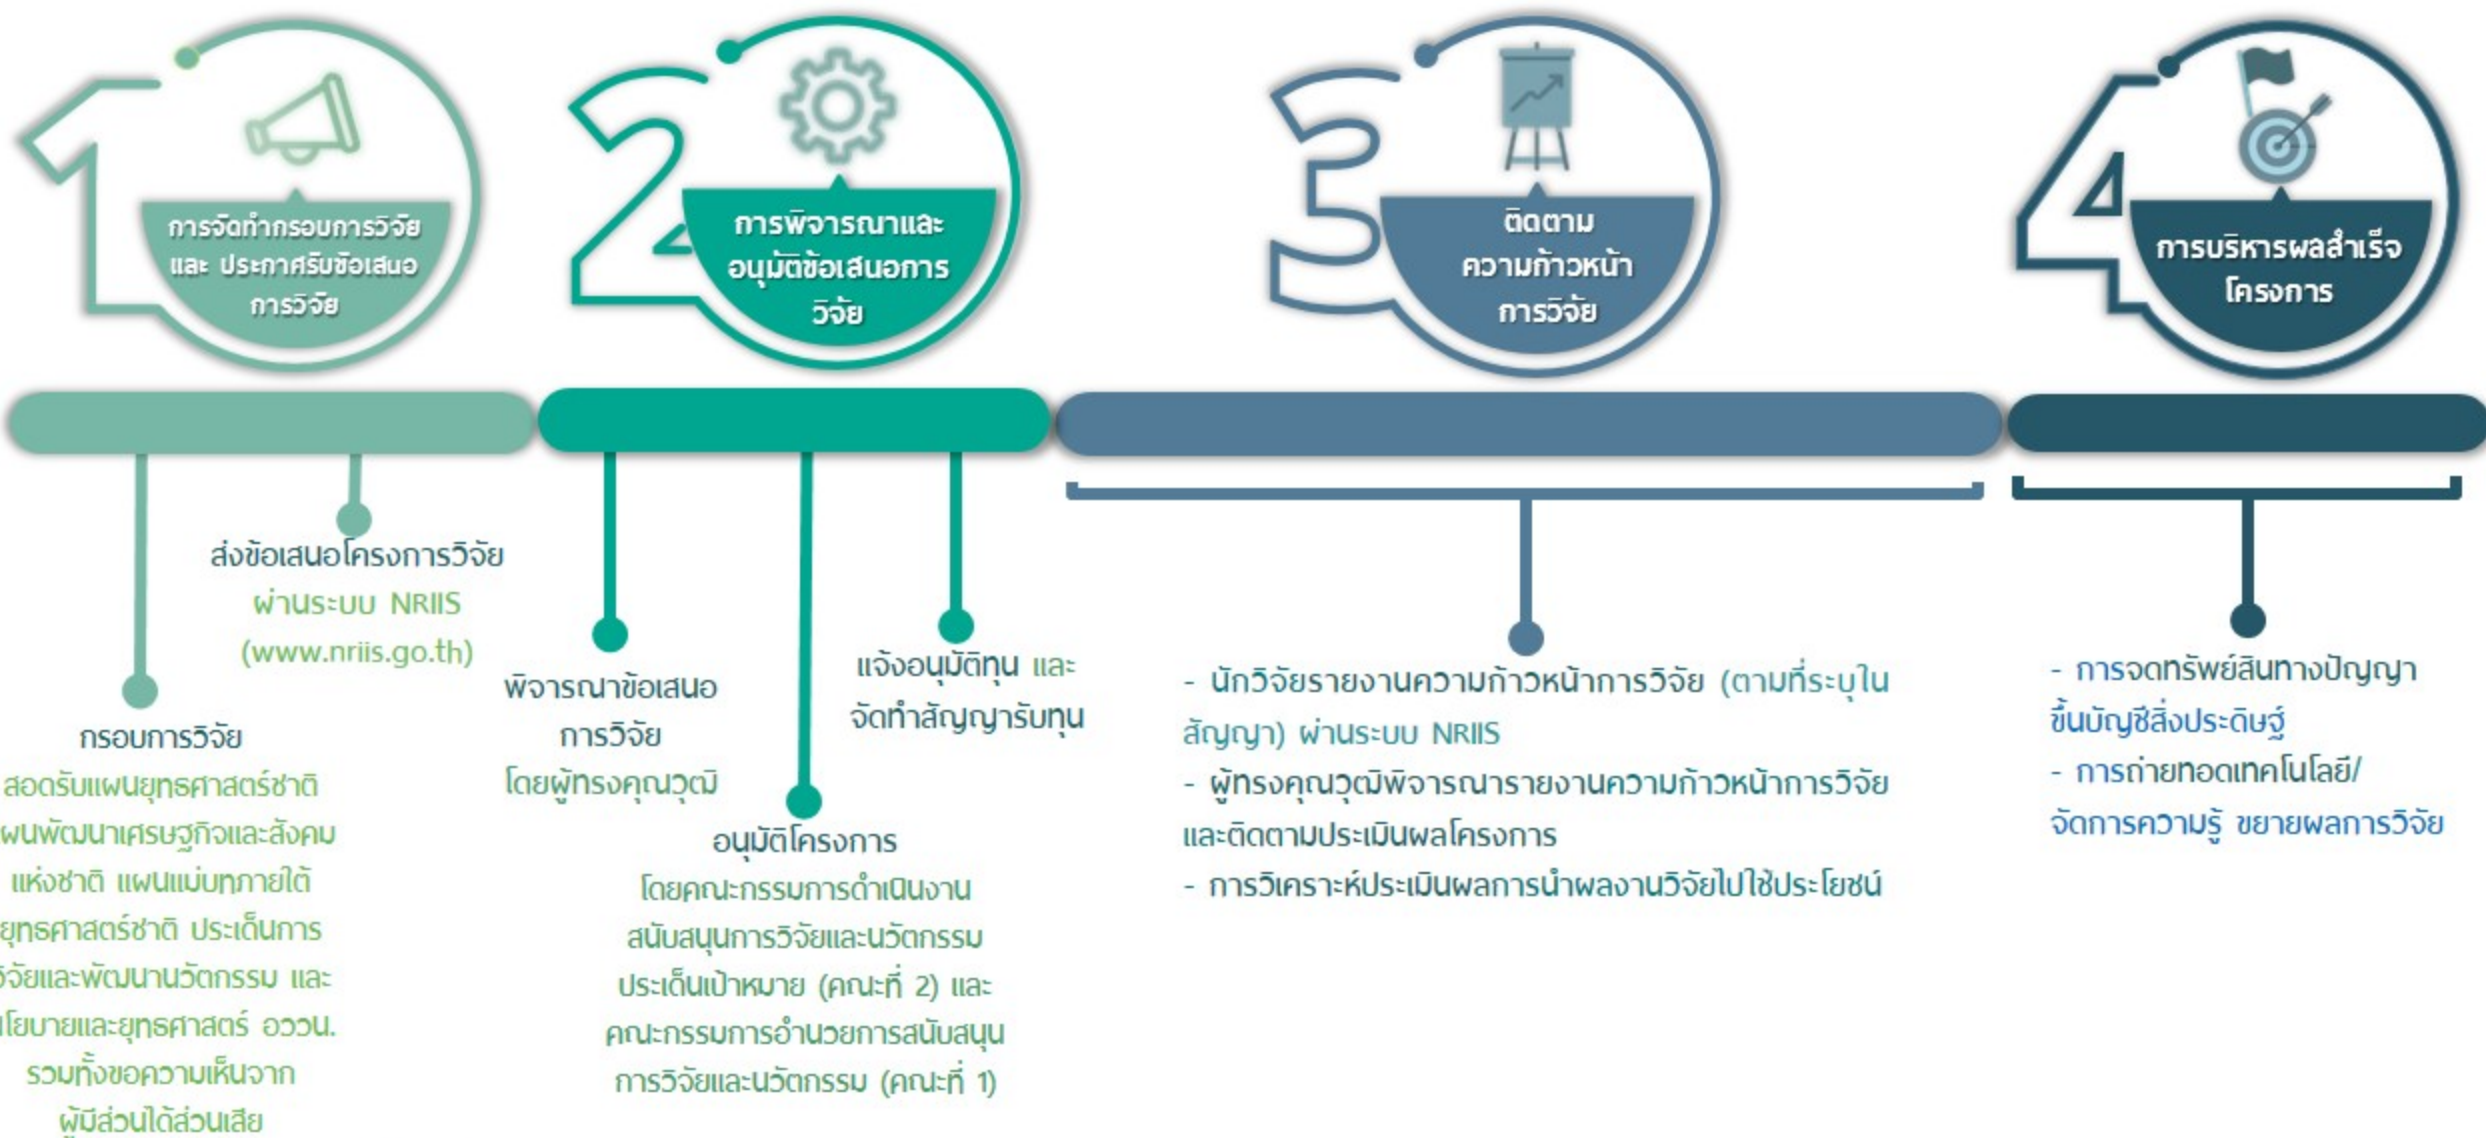 1
การจัดทำกรอบการวิจัย
และ ประกาศรับข้อเสนอ
การวิจัย
2
การพิจารณาและ
อนุมัติข้อเสนอการ
วิจัย
3
ติดตาม
ความก้าวหน้า
การวิจัย
4
การบริหารผลสำเร็จ
โครงการ
ส่งข้อเสนอโครงการวิจัย
ผ่านระบบ NRIIS
(www.nriis.go.th)
กรอบการวิจัย
สอดรับแผนยุทธศาสตร์ชาติ
ผนพัฒนาเศรษฐกิจและสังคม
แห่งชาติ แผนแม่บทภายใต้
ยุทธศาสตร์ชาติ ประเด็นการ
วิจัยและพัฒนานวัตกรรม และ
นโยบายและยุทธศาสตร์ อววน.
รวมทั้งขอความเห็นจาก
ผู้มีส่วนได้ส่วนเสีย
พิจารณาข้อเสนอ
การวิจัย
โดยผู้ทรงคุณวุฒิ
อนุมัติโครงการ
โดยคณะกรรมการดำเนินงาน
สนับสนุนการวิจัยและนวัตกรรม
ประเด็นเป้าหมาย (คณะที่ 2) และ
คณะกรรมการอำนวยการสนับสนุน
การวิจัยและนวัตกรรม (คณะที่ 1)
แจ้งอนุมัติทุน และ
จัดทำสัญญารับทุน
- นักวิจัยรายงานความก้าวหน้าการวิจัย (ตามที่ระบุใน
สัญญา) ผ่านระบบ NRIIS
- ผู้ทรงคุณวุฒิพิจารณารายงานความก้าวหน้าการวิจัย
และติดตามประเมินผลโครงการ
- การวิเคราะห์ประเมินผลการนำผลงานวิจัยไปใช้ประโยชน์
- การจดทรัพย์สินทางปัญญา
ขึ้นบัญชีสิ่งประดิษฐ์
- การถ่ายทอดเทคโนโลยี/
จัดการความรู้ ขยายผลการวิจัย